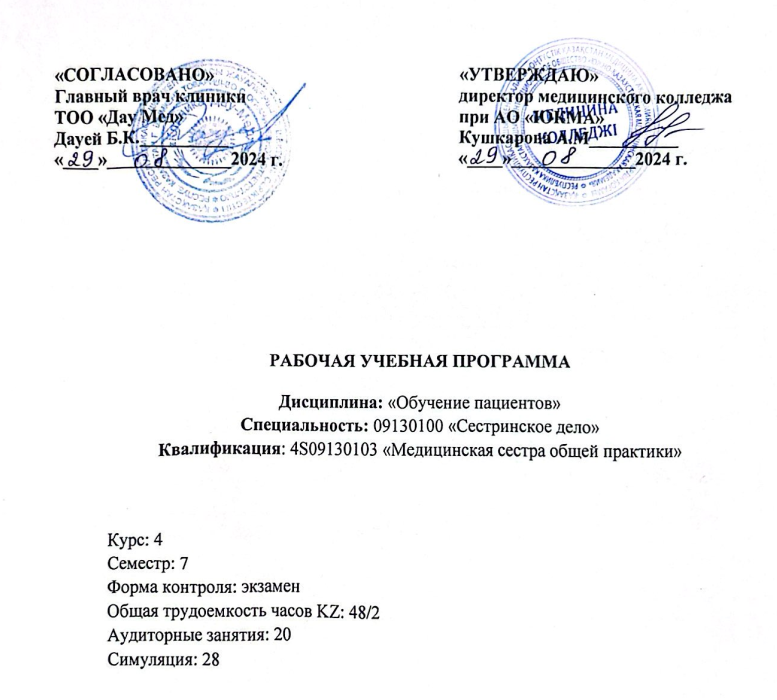 «СОГЛАСОВАНО»
Главный врач клиники
ТОО «Дау Мед»
Дауей Б.К.
«29» 08 2024 г.
«УТВЕРЖДАЮ»
директор медицинского колледжа
при АО «ЮКМА»
Кушкарова А.М
«29» 08 2024 г.
МЕДИЦИНА
КОЛЛЕДЖІ
РАБОЧАЯ УЧЕБНАЯ ПРОГРАММА
Дисциплина: «Обучение пациентов»
Специальность: 09130100 «Сестринское дело»
Квалификация: 4S09130103 «Медицинская сестра общей практики»
Курс: 4
Семестр: 7
Форма контроля: экзамен
Общая трудоемкость часов KZ: 48/2
Аудиторные занятия: 20
Симуляция: 28